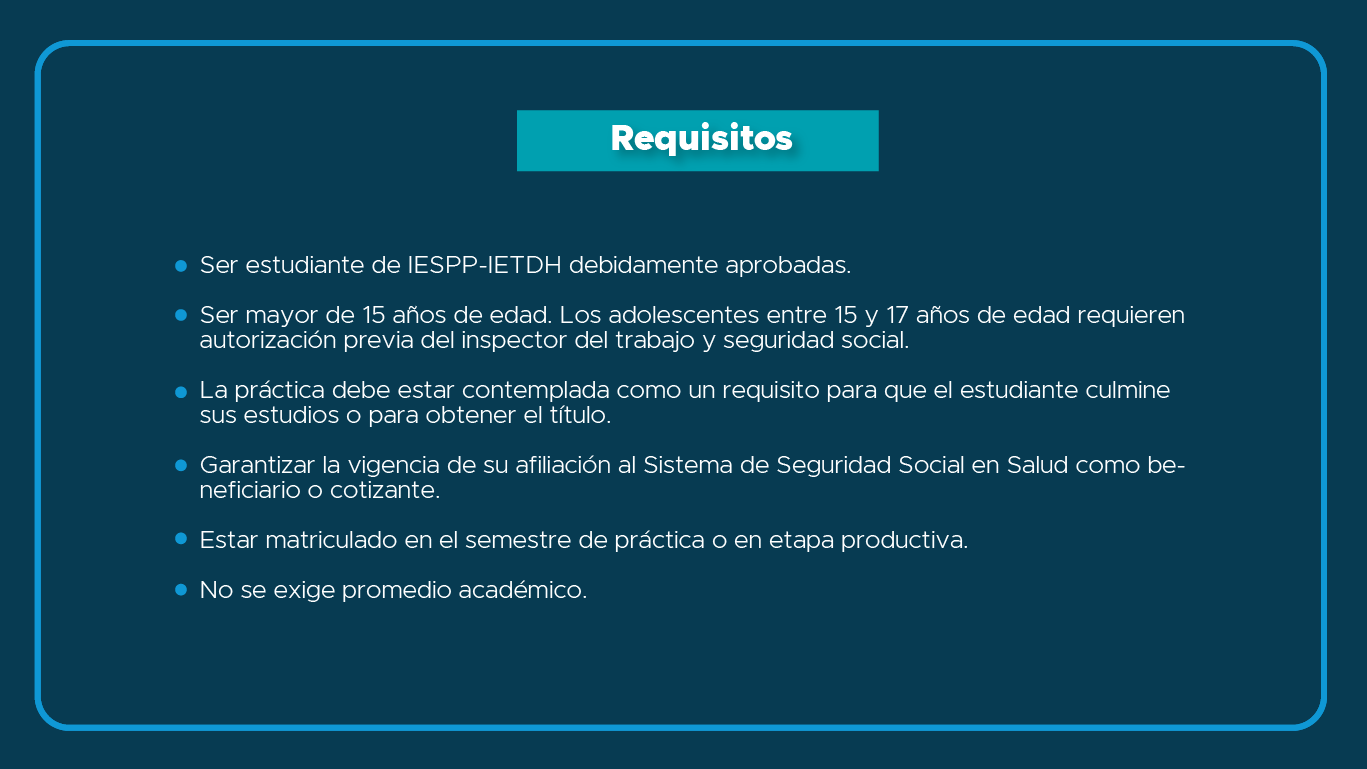 Requisitos
Ser estudiante de IESPP-IETDH debidamente aprobadas.
Ser mayor de 15 años de edad. Los adolescentes entre 15 y 17 años de edad requieren
autorización previa del inspector del trabajo y seguridad social.
La práctica debe estar contemplada como un requisito para que el estudiante culmine
sus estudios o para obtener el título.
Garantizar la vigencia de su afiliación al Sistema de Seguridad Social en Salud como be-
neficiario o cotizante.
Estar matriculado en el semestre de práctica o en etapa productiva.
No se exige promedio académico.